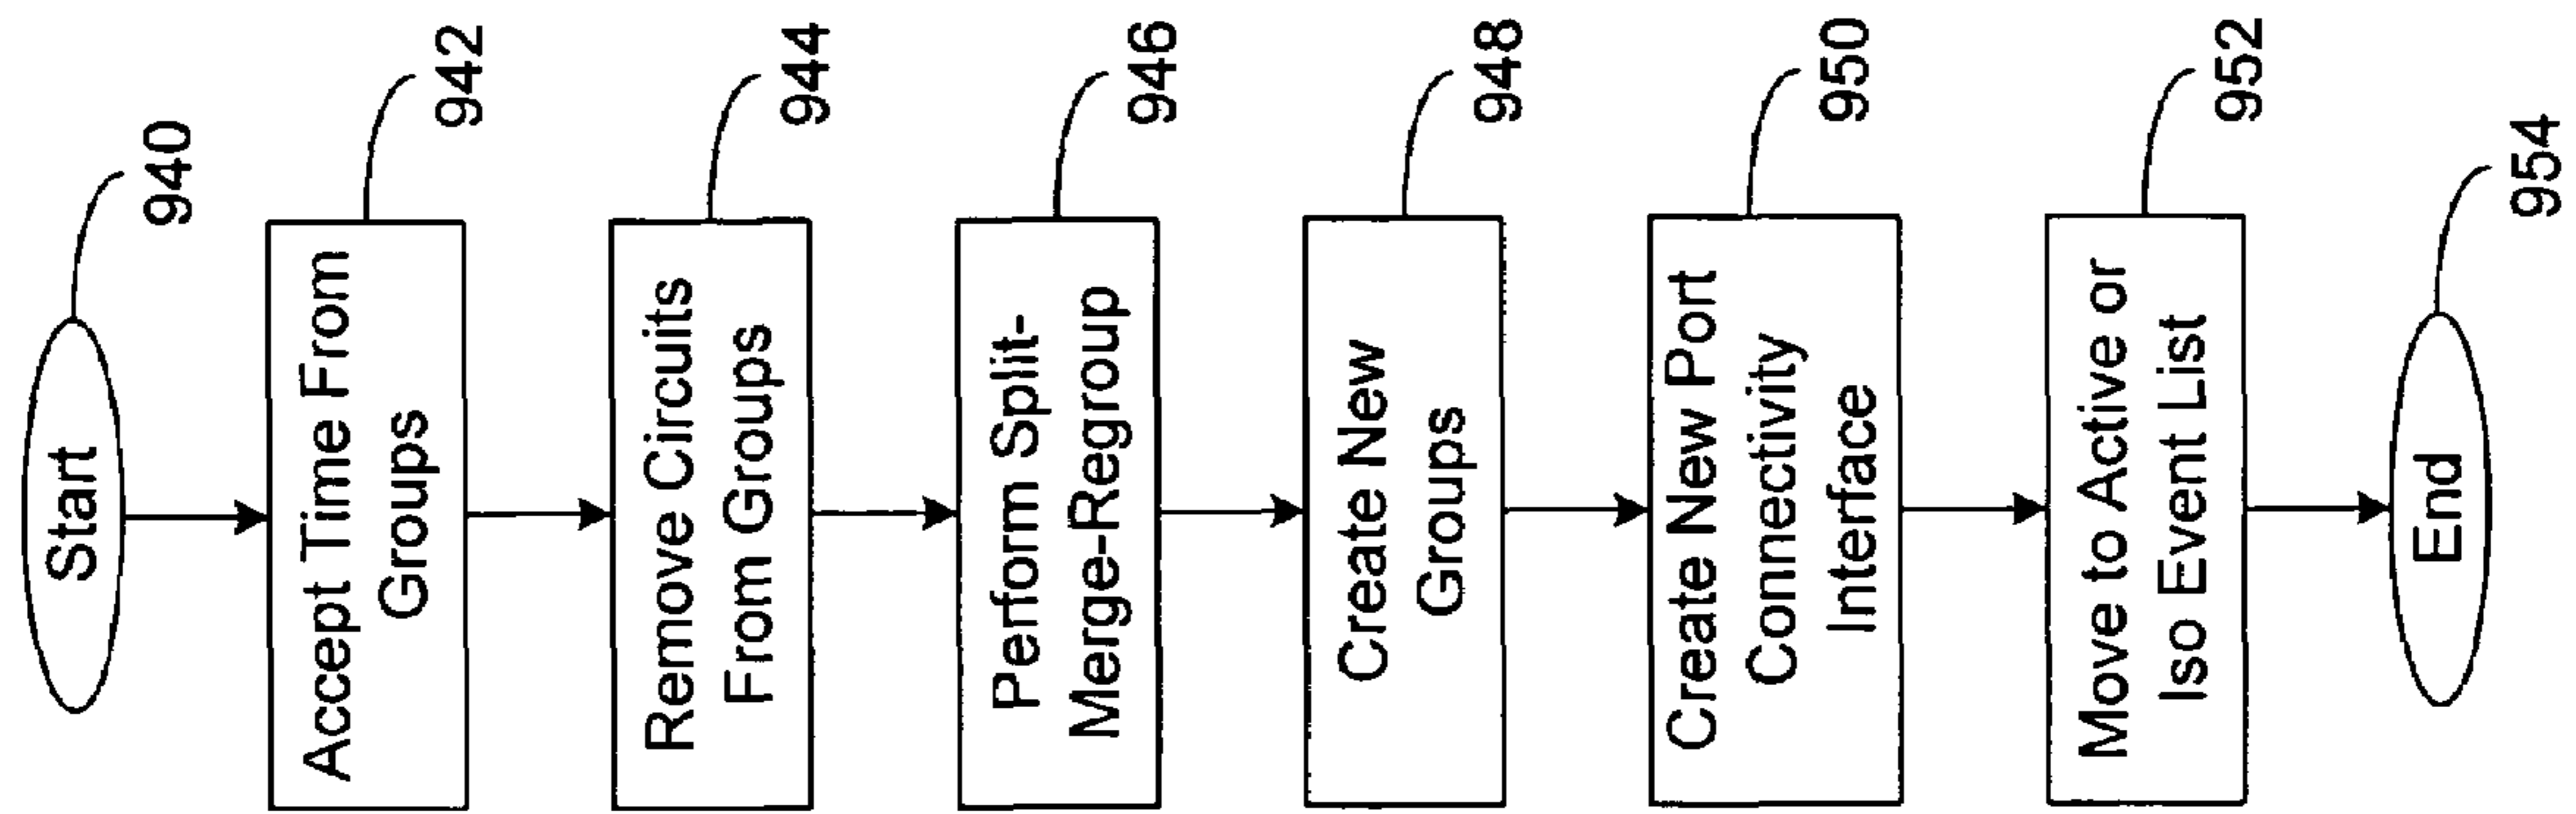 Start
940
Accept Time From
Groups
942
Remove Circuits
From Groups
944
Perform Split-
Merge-Regroup
946
Create New
Groups
948
Create New Port
Connectivity
Interface
950
Move to Active or
Iso Event List
952
End
954